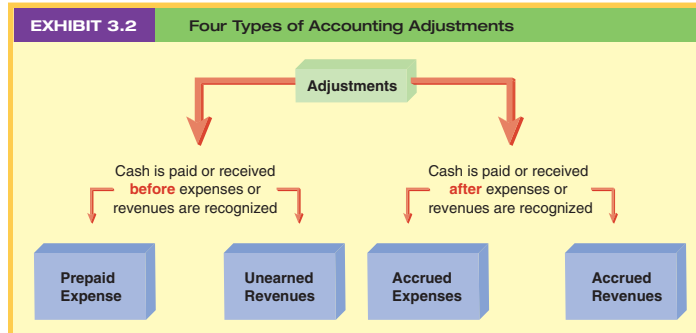 EXHIBIT 3.2 Four Types of Accounting Adjustments
Adjustments
Cash is paid or received
before expenses or
revenues are recognized
Cash is paid or received
after expenses or
revenues are recognized
Prepaid
Expense
Unearned
Revenues
Accrued
Expenses
Accrued
Revenues